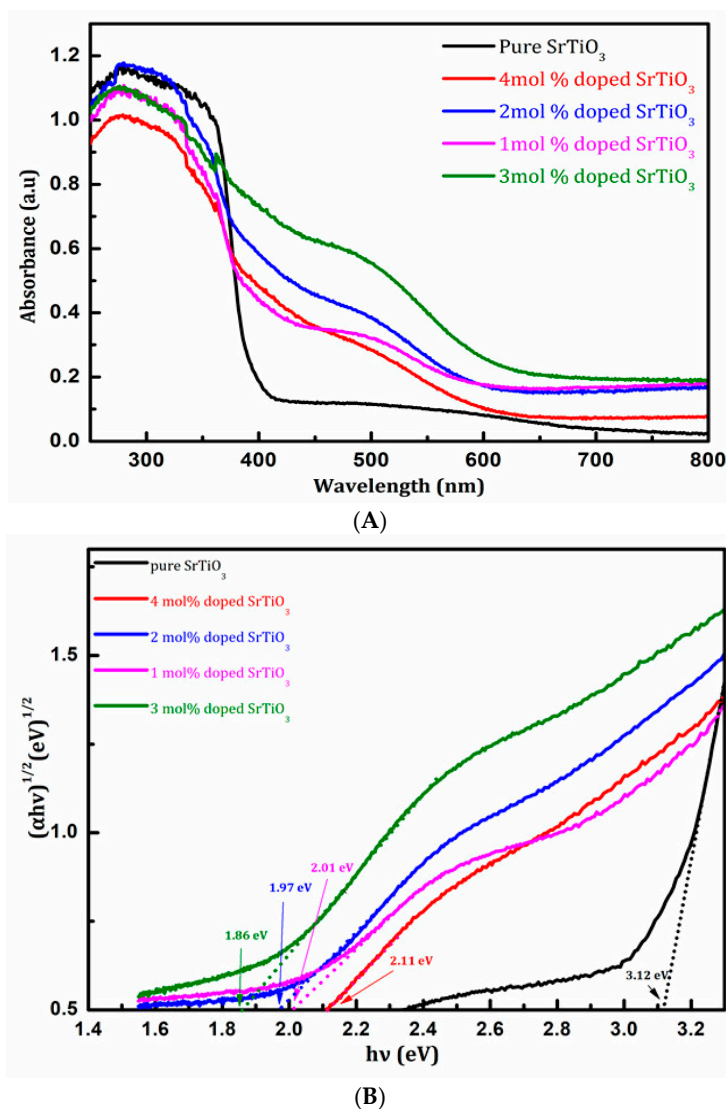 1.2
1.0
0.8
0.6
0.4
0.2
0.0
Absorbance (a.u)
Pure SrTiO3
4mol % doped SrTiO3
2mol % doped SrTiO3
1mol % doped SrTiO3
3mol % doped SrTiO3
300 400 500 600 700 800
Wavelength (nm)
(A)
pure SrTiO3
4 mol% doped SrTiO3
2 mol% doped SrTiO3
1 mol% doped SrTiO3
3 mol% doped SrTiO3
1.5
1.0
0.5
(αhν)1/2(eV)1/2
2.01 eV
1.97 eV
1.86 eV
2.11 eV
3.12 eV
1.4 1.6 1.8 2.0 2.2 2.4 2.6 2.8 3.0 3.2
hν (eV)
(B)